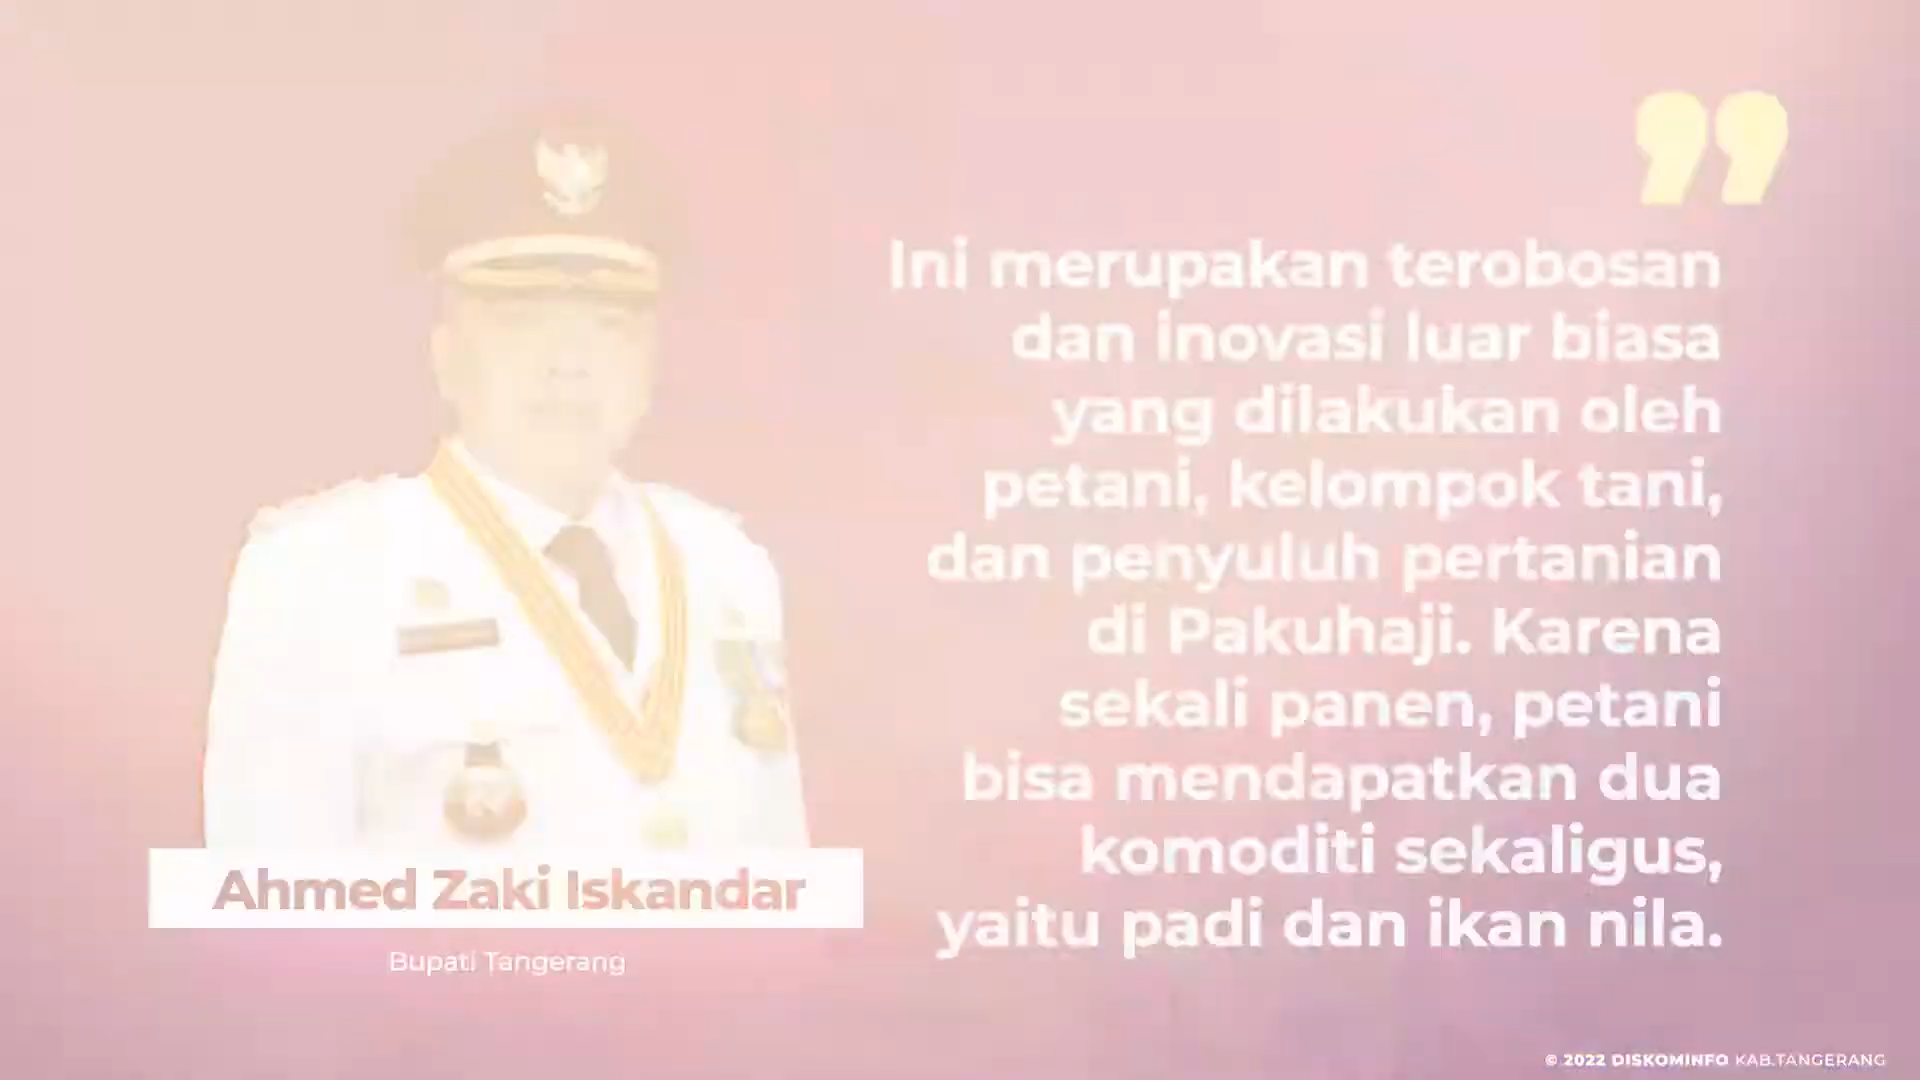 Ini merupakan terobosan
dan inovasi luar biasa
yang dilakukan oleh
petani, kelompok tani,
dan penyuluh pertanian
di Pakuhaji. Karena
sekali panen, petani
bisa mendapatkan dua
komoditi sekaligus,
yaitu padi dan ikan nila.
Ahmed Zaki Iskandar
Bupati Tangerang
© 2022 DISKOMINFO KAB.TANGERANG